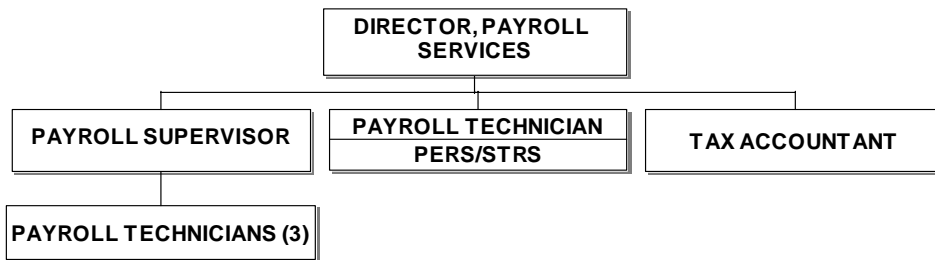 DIRECTOR, PAYROLL
SERVICES
PAYROLL SUPERVISOR
PAYROLL TECHNICIAN
PERS/STRS
TAX ACCOUNTANT
PAYROLL TECHNICIANS (3)